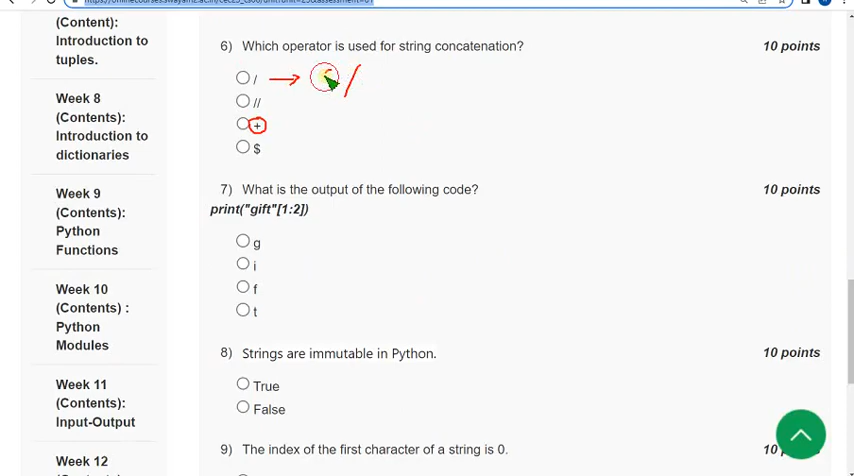 (Content):
Introduction to
tuples.
Week 8
(Contents):
Introduction to
dictionaries
Week 9
(Contents):
Python
Functions
Week 10
(Contents) :
Python
Modules
Week 11
(Contents):
Input-Output
Week 12
6) Which operator is used for string concatenation? 10 points
/
//
+
$
7) What is the output of the following code? 10 points
print("gift"[1:2])
g
i
f
t
8) Strings are immutable in Python. 10 points
True
False
9) The index of the first character of a string is 0. 10